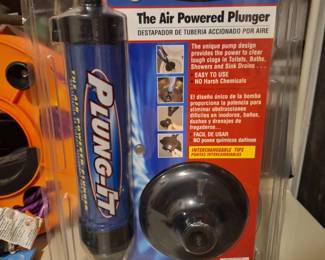 The Air Powered Plunger
DESTAPADOR DE TUBERIA ACCIONADO POR AIRE
The unique pump design
provides the power to clear
tough clogs in Toilets, Baths,
Showers and Sink Drains...
EASY TO USE
NO Harsh Chemicals
El diseño único de la bomba
proporciona la potencia para
eliminar obstrucciones
difíciles en inodoros, baños,
duchas y drenajes de
fregaderos...
FACIL DE USAR
NO posee químicos dañinos
INTERCHANGEABLE TIPS
PUNTAS INTERCAMBIABLES
PLUNG-IT
THE AIR POWERED PLUNGER